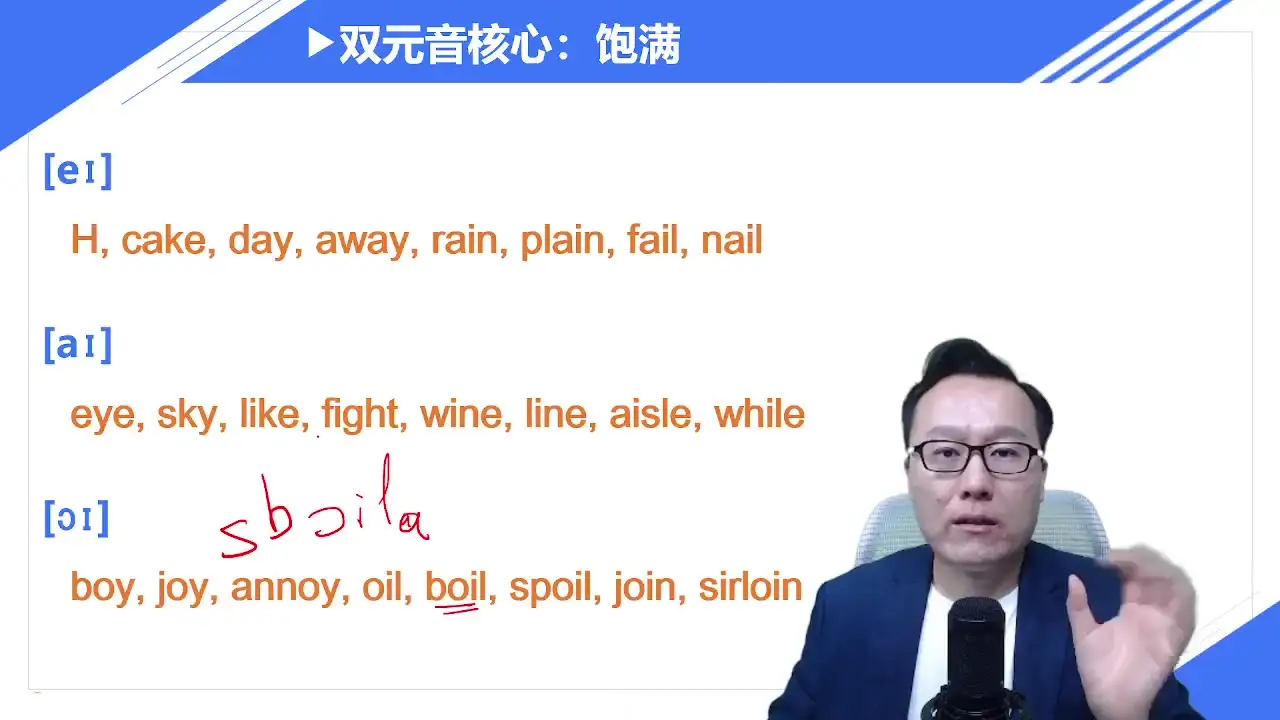 ▶双元音核心：饱满
[eɪ]
H, cake, day, away, rain, plain, fail, nail
[aɪ]
eye, sky, like, fight, wine, line, aisle, while
sbɔila
[ɔɪ]
boy, joy, annoy, oil, boil, spoil, join, sirloin